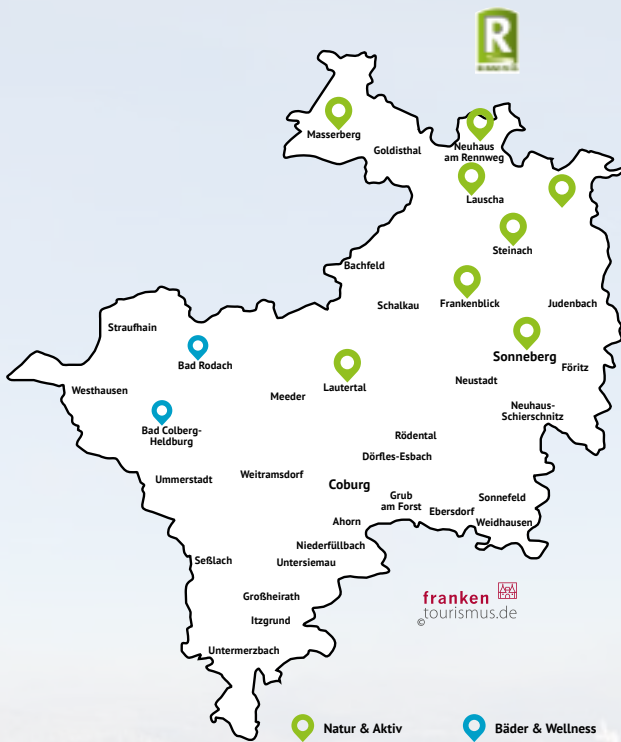 R
Masserberg
Goldisthal
Neuhaus
am Rennweg
Lauscha
Steinach
Bachfeld
Schalkau
Frankenblick
Judenbach
Straufhain
Bad Rodach
Sonneberg
Föritz
Westhausen
Meeder
Lautertal
Neustadt
Bad Colberg-
Heldburg
Neuhaus-
Schierschnitz
Rödental
Dörfles-Esbach
Ummerstadt
Weitramsdorf
Coburg
Grub
am Forst
Ebersdorf
Sonnefeld
Weidhausen
Ahorn
Niederfüllbach
Untersiemau
Seßlach
Großheirath
Itzgrund
Untermerzbach
franken
tourismus.de
©
Natur & Aktiv
Bäder & Wellness